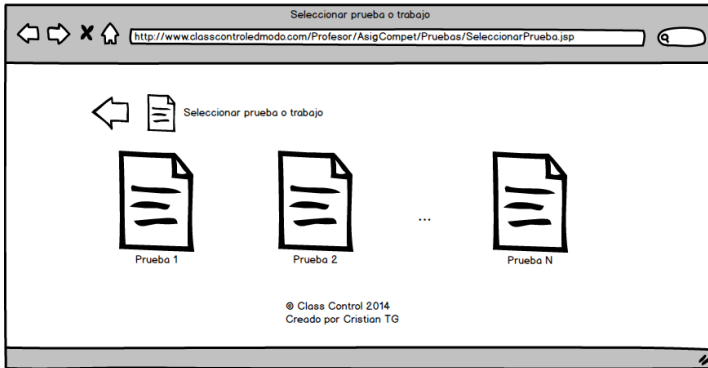 Seleccionar prueba o trabajo
http://www.classcontroledmodo.com/Profesor/AsigCompet/Pruebas/SeleccionarPrueba.jsp
Seleccionar prueba o trabajo
Prueba 1
Prueba 2
...
Prueba N
© Class Control 2014
Creado por Cristian TG